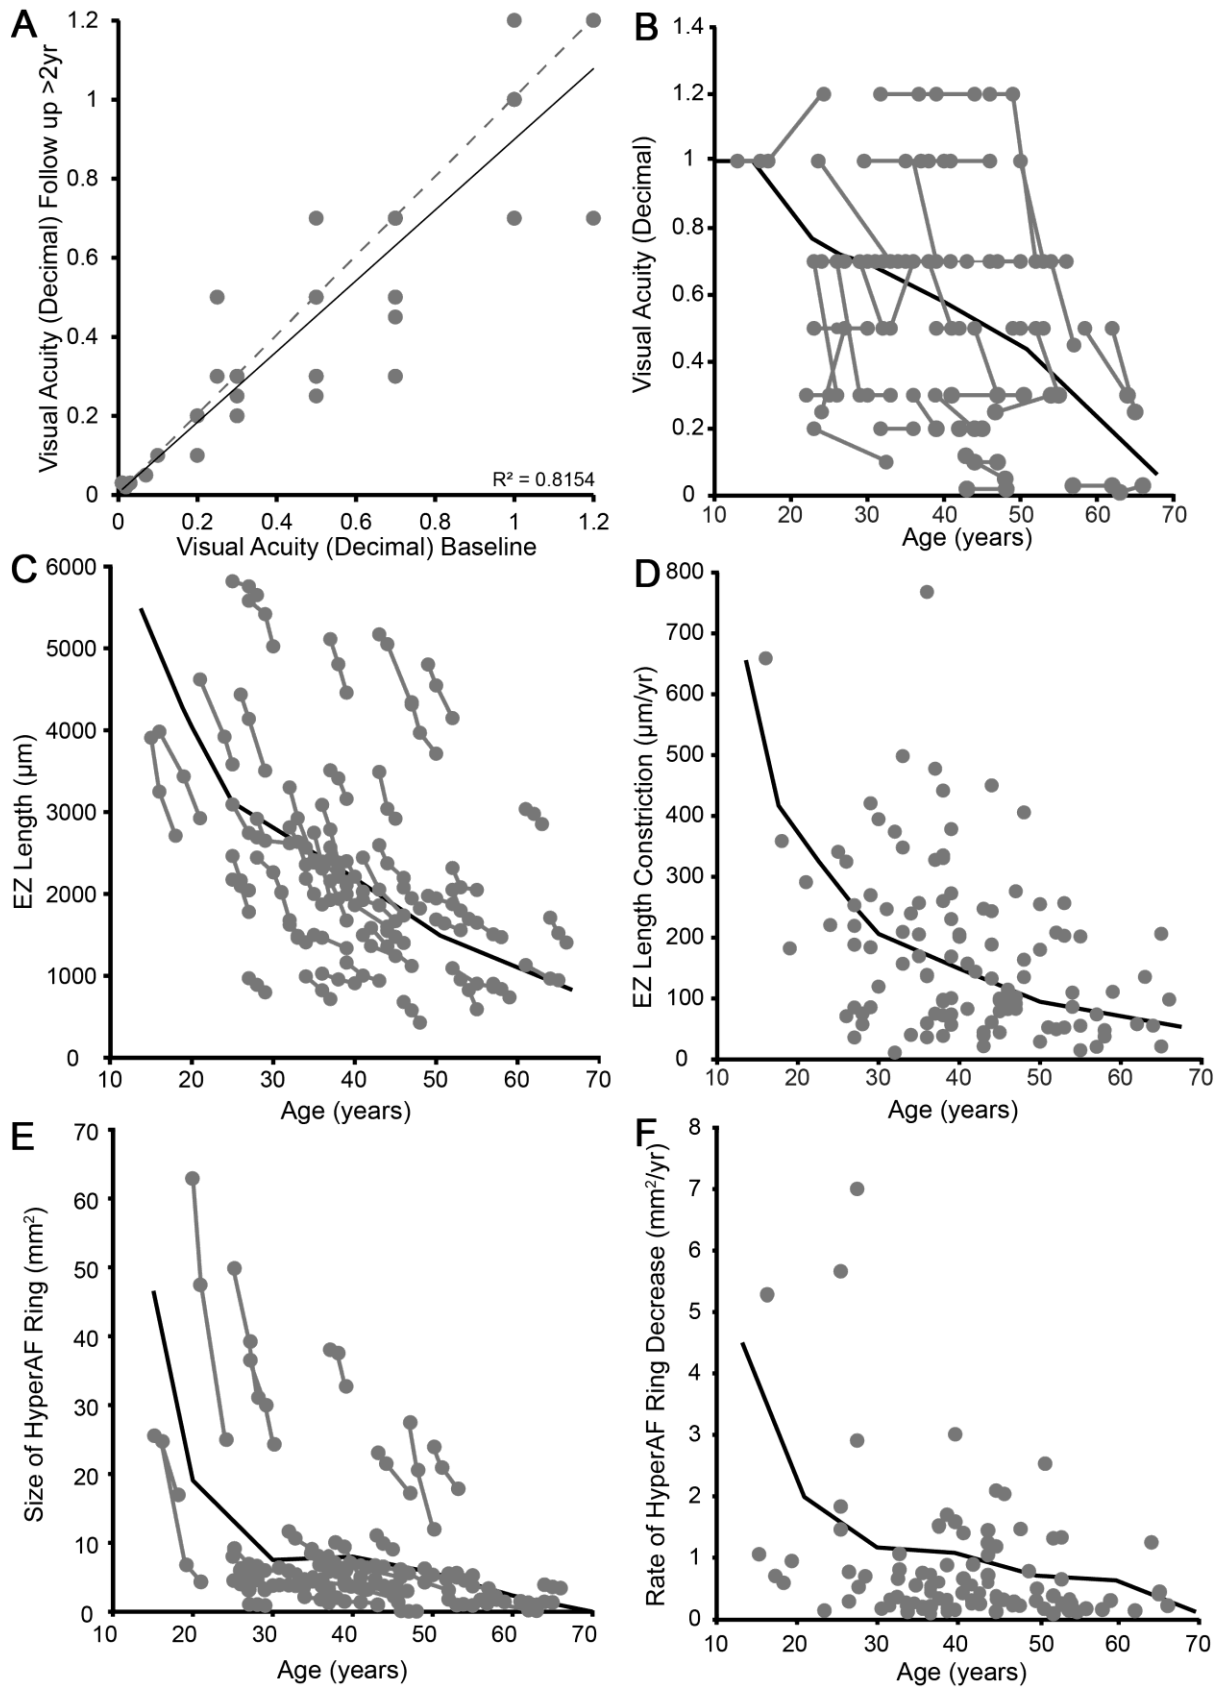 A
Visual Acuity (Decimal) Follow up >2yr
1.2
1
0.8
0.6
0.4
0.2
0
0 0.2 0.4 0.6 0.8 1 1.2
R² = 0.8154
Visual Acuity (Decimal) Baseline
B
Visual Acuity (Decimal)
1.4
1.2
1
0.8
0.6
0.4
0.2
0
10 20 30 40 50 60 70
Age (years)
C
EZ Length (µm)
6000
5000
4000
3000
2000
1000
0
10 20 30 40 50 60 70
Age (years)
D
EZ Length Constriction (µm/yr)
800
700
600
500
400
300
200
100
0
10 20 30 40 50 60 70
Age (years)
E
Size of HyperAF Ring (mm²)
70
60
50
40
30
20
10
0
10 20 30 40 50 60 70
Age (years)
F
Rate of HyperAF Ring Decrease (mm²/yr)
8
7
6
5
4
3
2
1
0
10 20 30 40 50 60 70
Age (years)